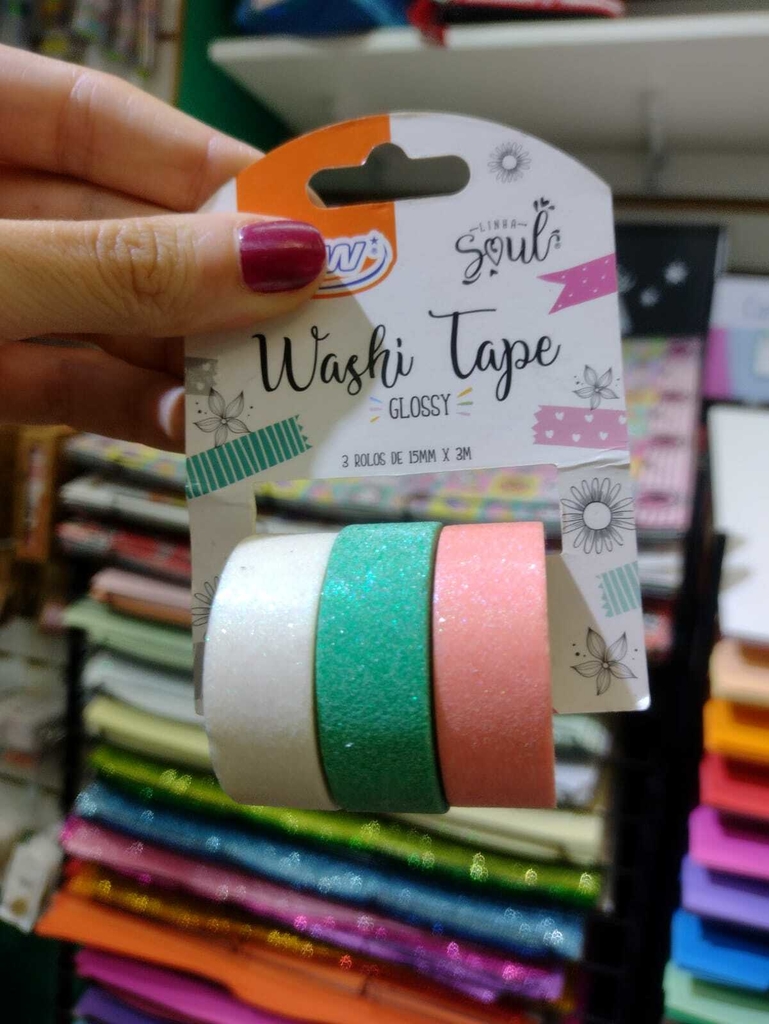 LINHA
Soul
Washi Tape
GLOSSY
3 ROLOS DE 15MM X 3M